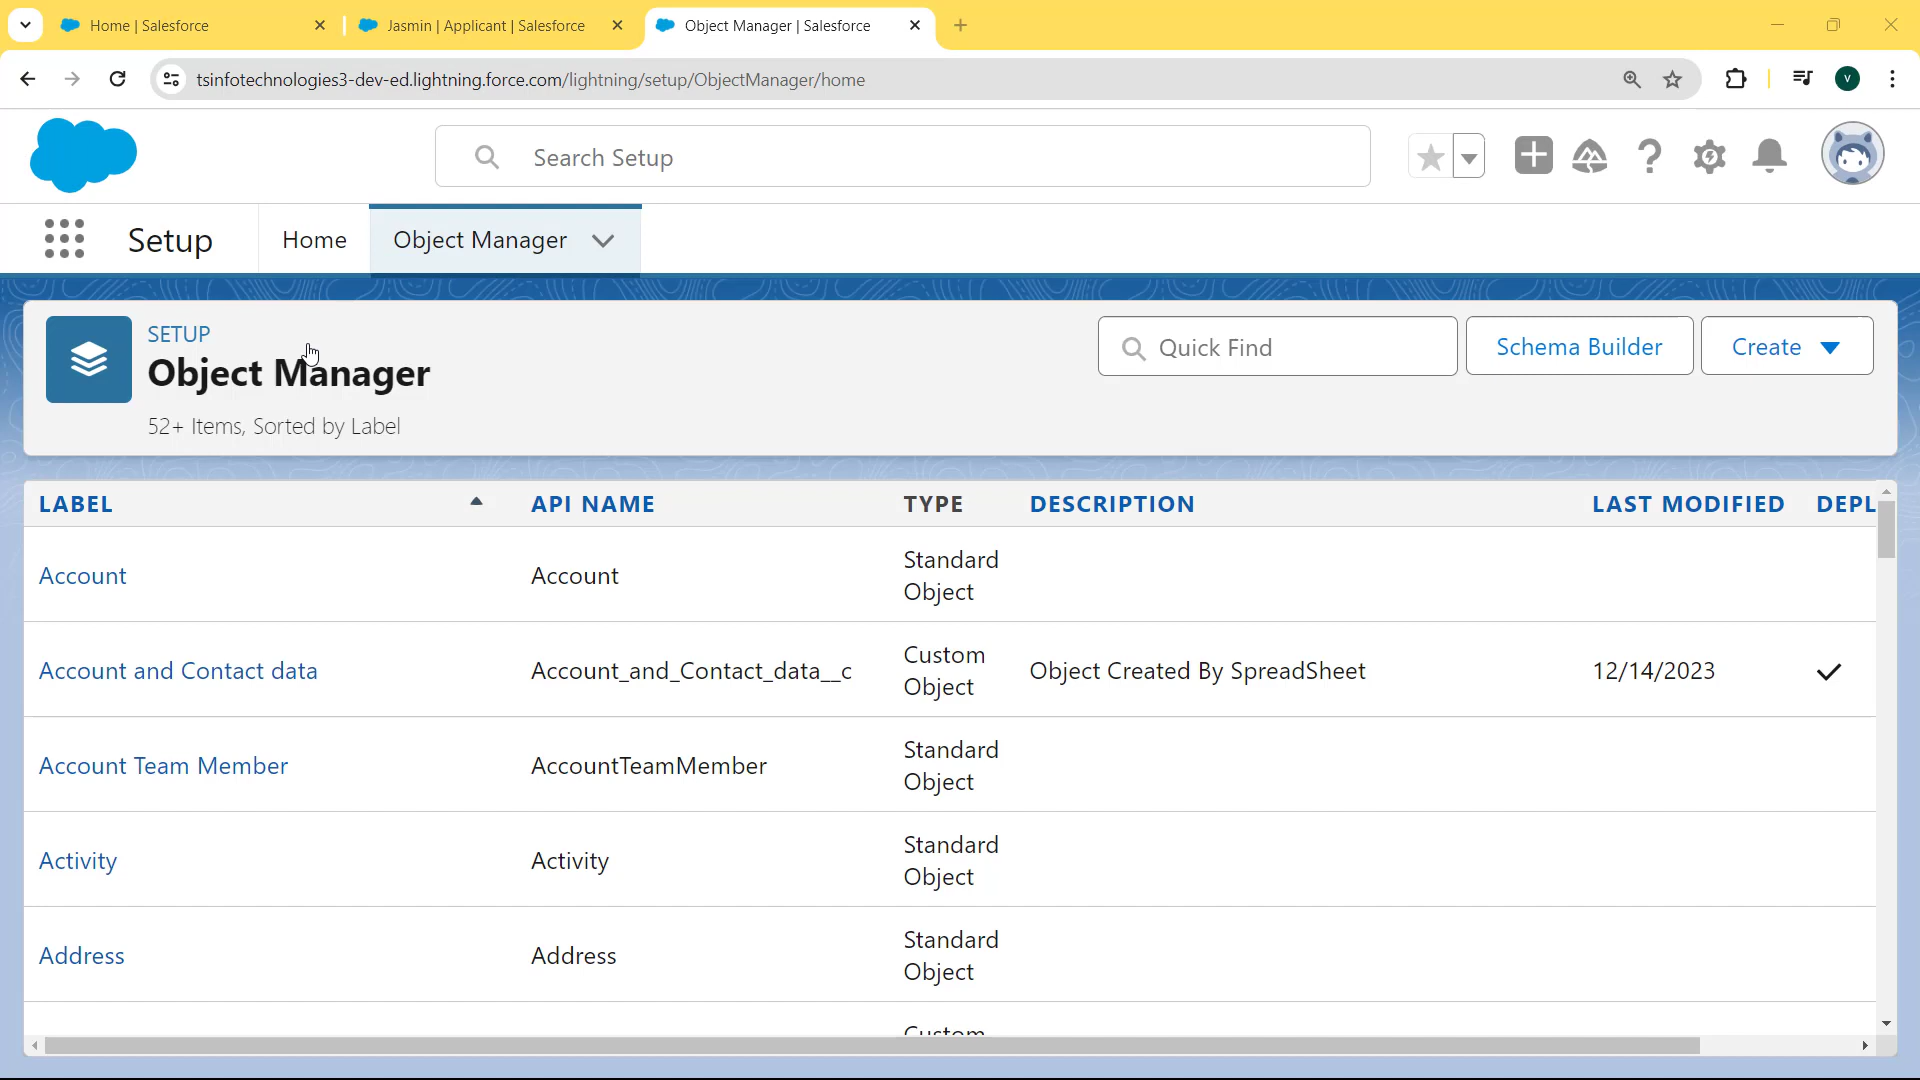 Home | Salesforce
Jasmin | Applicant | Salesforce
Object Manager | Salesforce
tsinfotechnologies3-dev-ed.lightning.force.com/lightning/setup/ObjectManager/home
V
Search Setup
Setup
Home
Object Manager
SETUP
Object Manager
52+ Items, Sorted by Label
Quick Find
Schema Builder
Create
LABEL API NAME TYPE DESCRIPTION LAST MODIFIED DEPL
Account Account Standard Object
Account and Contact data Account_and_Contact_data__c Custom Object Object Created By SpreadSheet 12/14/2023
Account Team Member AccountTeamMember Standard Object
Activity Activity Standard Object
Address Address Standard Object
Custom